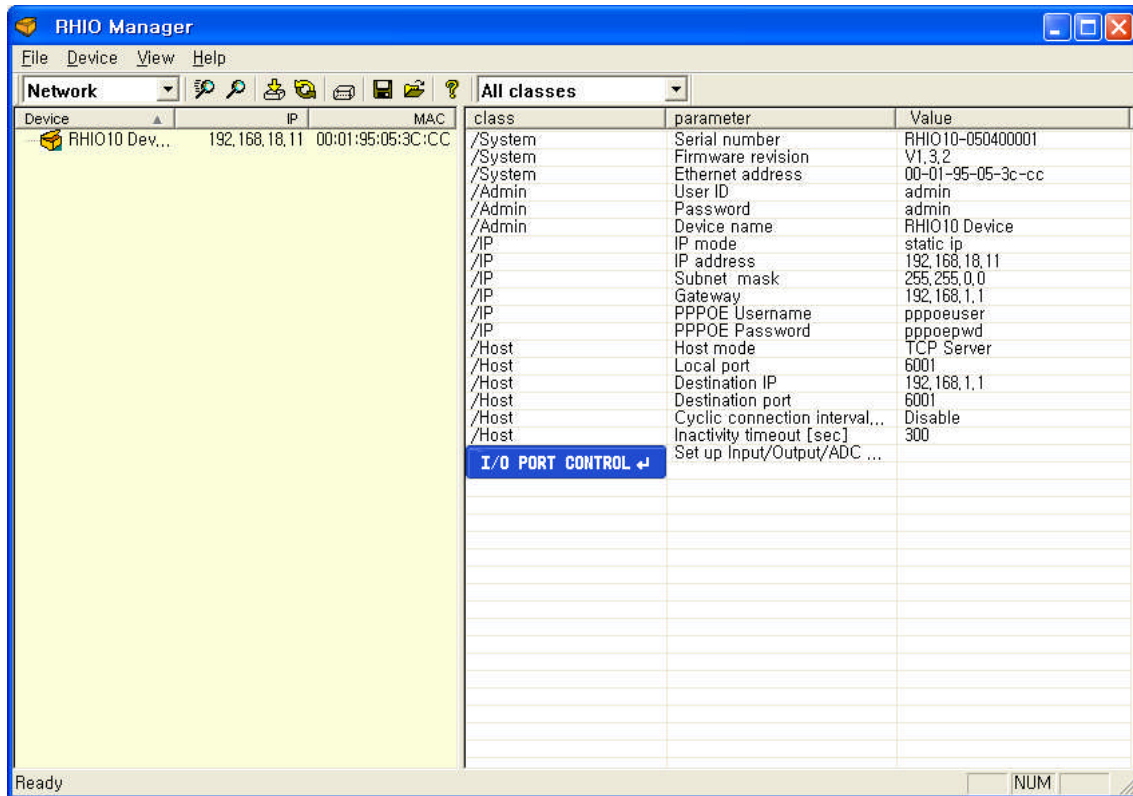 RHIO Manager
File Device View Help
Network All classes
Device IP MAC
RHIO10 Dev... 192.168.18.11 00:01:95:05:3C:CC
class parameter Value
/System Serial number RHIO10-050400001
/System Firmware revision V1.3.2
/System Ethernet address 00-01-95-05-3c-cc
/Admin User ID admin
/Admin Password admin
/Admin Device name RHIO10 Device
/IP IP mode static ip
/IP IP address 192.168.18.11
/IP Subnet mask 255.255.0.0
/IP Gateway 192.168.1.1
/IP PPPOE Username pppoeuser
/IP PPPOE Password pppoepwd
/Host Host mode TCP Server
/Host Local port 6001
/Host Destination IP 192.168.1.1
/Host Destination port 6001
/Host Cyclic connection interval... Disable
/Host Inactivity timeout [sec] 300
I/O PORT CONTROL ↵ Set up Input/Output/ADC ...
Ready NUM